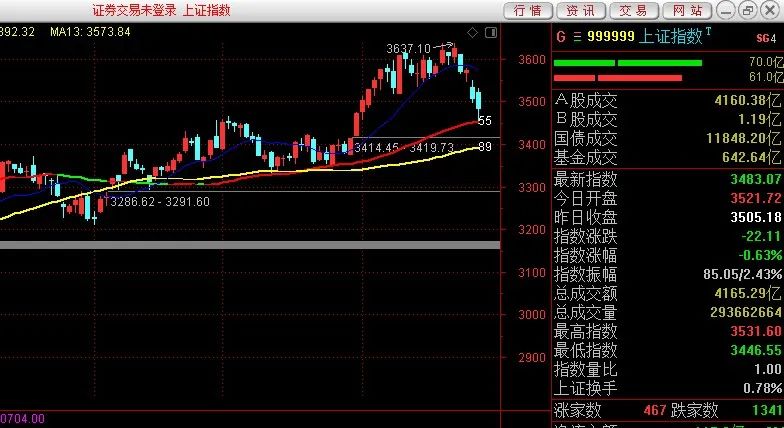 证券交易未登录 上证指数
行情 资讯 交易 网站
892.32 MA13: 3573.84
3637.10
3600
3500
3400
3300
3200
3100
3000
2900
55
3414.45 - 3419.73
89
3286.62 - 3291.60
0704.00
G 999999 上证指数 T SG4
70.0亿
61.0亿
A股成交 4160.38亿
B股成交 1.19亿
国债成交 11848.20亿
基金成交 642.64亿
最新指数 3483.07
今日开盘 3521.72
昨日收盘 3505.18
指数涨跌 -22.11
指数涨幅 -0.63%
指数振幅 85.05/2.43%
总成交额 4165.29亿
总成交量 293662664
最高指数 3531.60
最低指数 3446.55
指数量比 1.00
上证换手 0.78%
涨家数 467 跌家数 1341